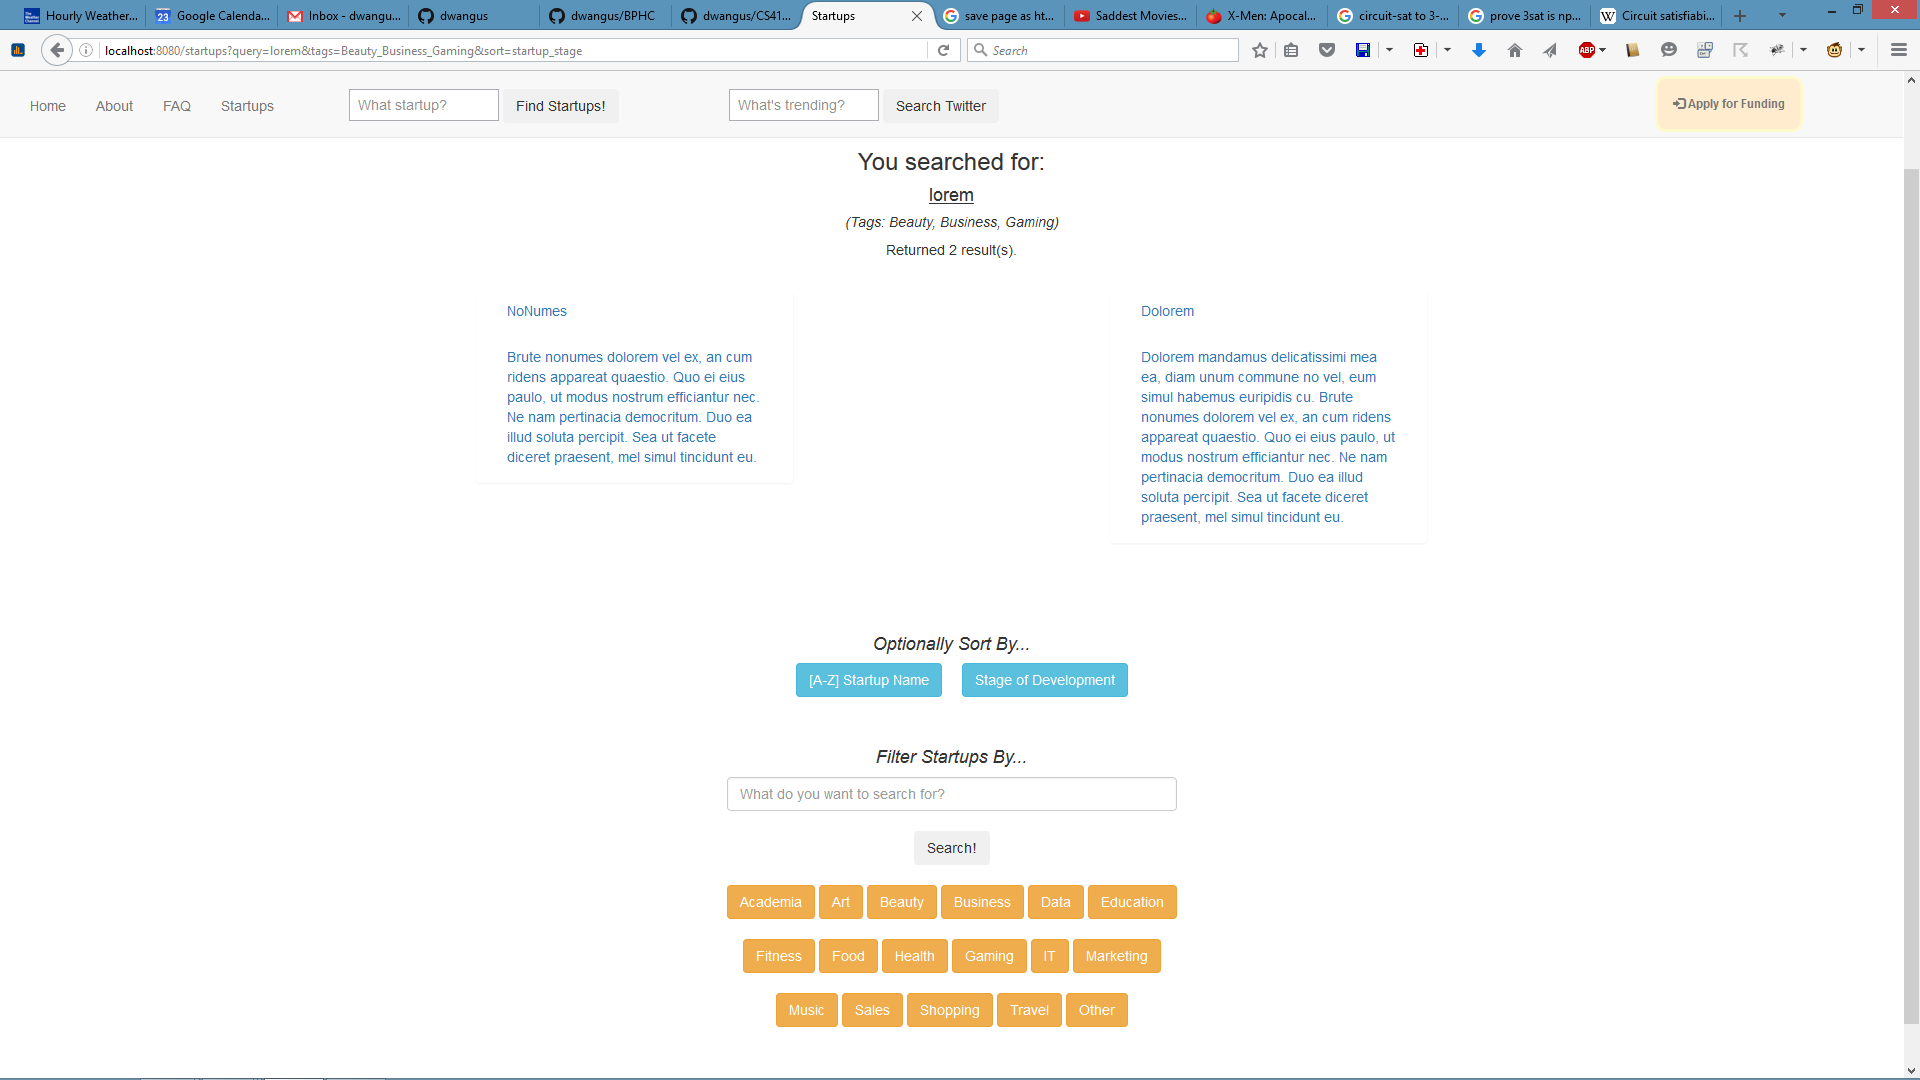 Hourly Weather...
23 Google Calenda...
Inbox - dwangu...
dwangus
dwangus/BPHC
dwangus/CS41...
Startups
save page as ht...
Saddest Movies...
X-Men: Apocal...
circuit-sat to 3-...
prove 3sat is np...
W Circuit satisfiabi...
localhost:8080/startups?query=lorem&tags=Beauty_Business_Gaming&sort=startup_stage
Search
ABP
Home About FAQ Startups What startup? Find Startups! What's trending? Search Twitter Apply for Funding
You searched for:
lorem
(Tags: Beauty, Business, Gaming)
Returned 2 result(s).
NoNumes
Brute nonumes dolorem vel ex, an cum
ridens appareat quaestio. Quo ei eius
paulo, ut modus nostrum efficiantur nec.
Ne nam pertinacia democritum. Duo ea
illud soluta percipit. Sea ut facete
diceret praesent, mel simul tincidunt eu.
Dolorem
Dolorem mandamus delicatissimi mea
ea, diam unum commune no vel, eum
simul habemus euripidis cu. Brute
nonumes dolorem vel ex, an cum ridens
appareat quaestio. Quo ei eius paulo, ut
modus nostrum efficiantur nec. Ne nam
pertinacia democritum. Duo ea illud
soluta percipit. Sea ut facete diceret
praesent, mel simul tincidunt eu.
Optionally Sort By...
[A-Z] Startup Name Stage of Development
Filter Startups By...
What do you want to search for?
Search!
Academia Art Beauty Business Data Education
Fitness Food Health Gaming IT Marketing
Music Sales Shopping Travel Other